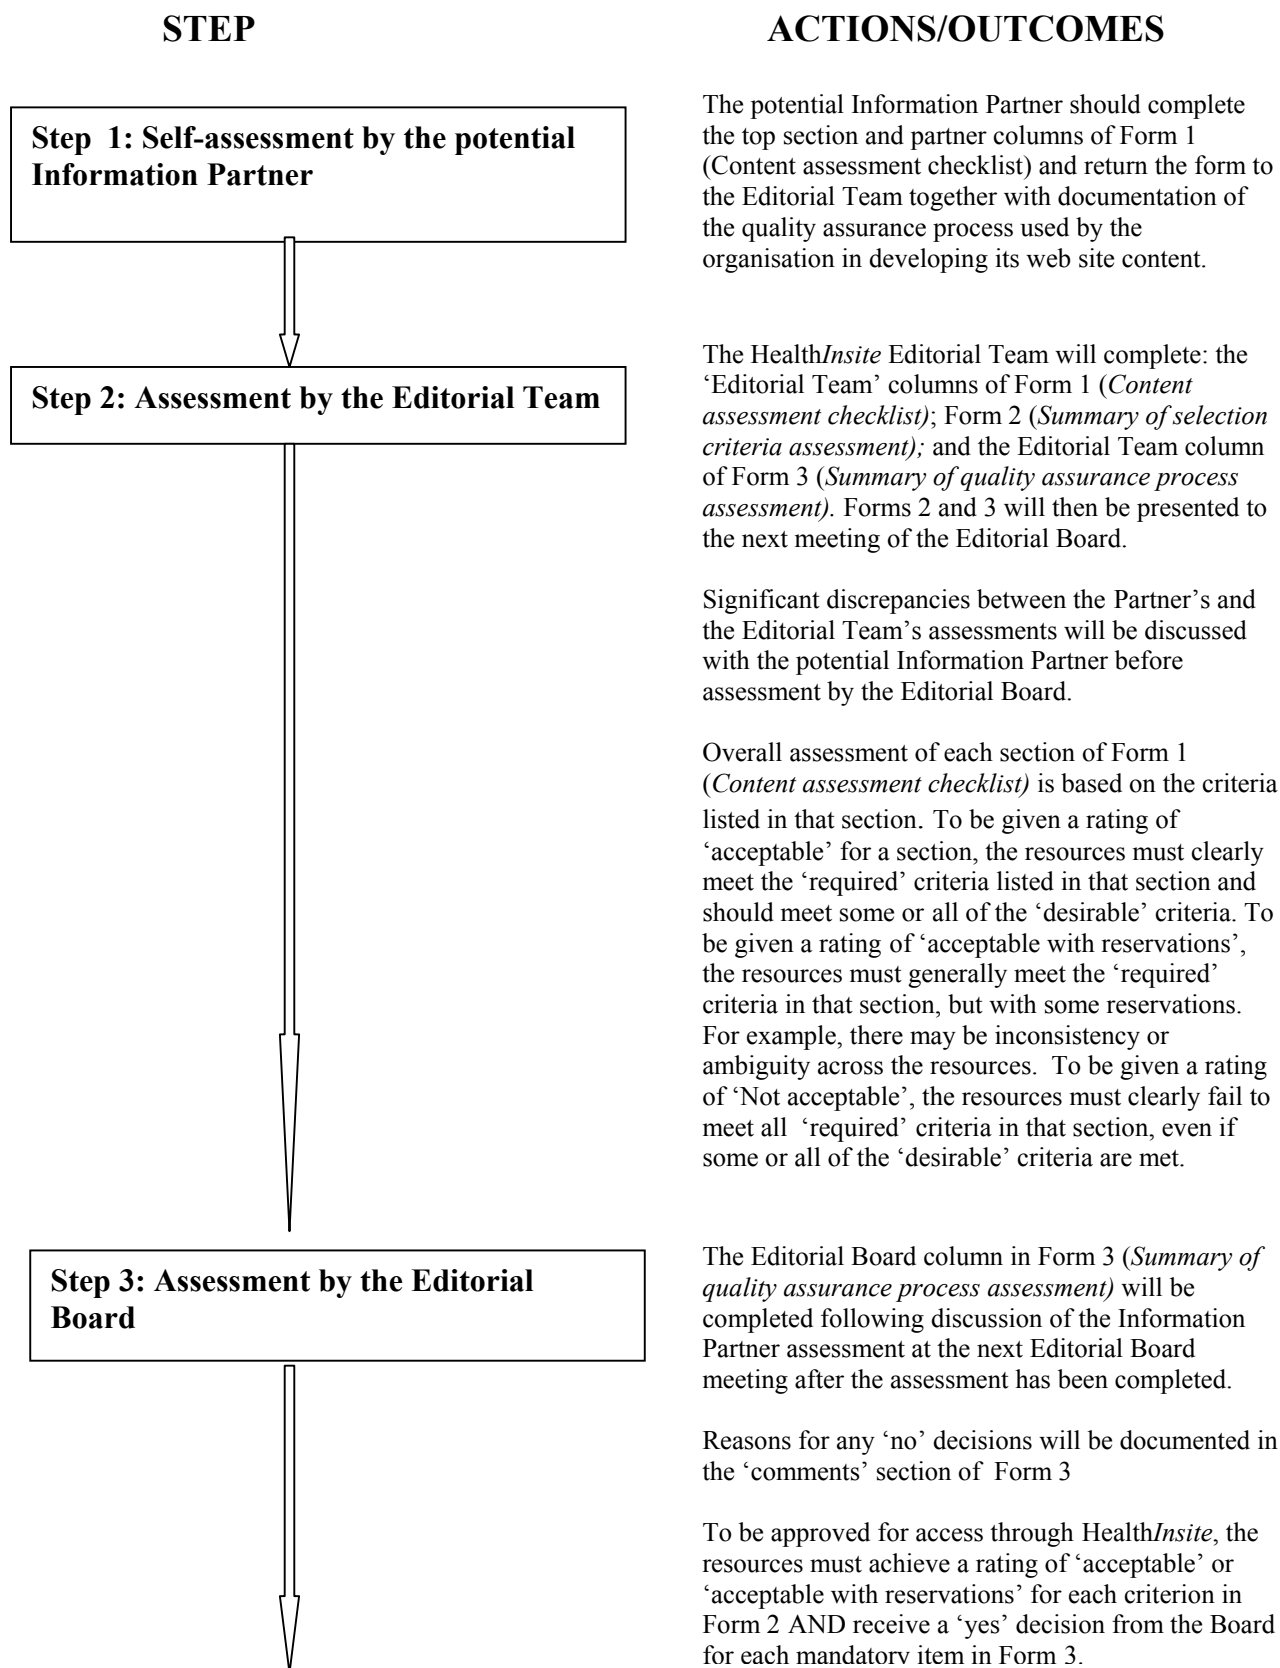 STEP
ACTIONS/OUTCOMES
Step 1: Self-assessment by the potential
Information Partner
The potential Information Partner should complete
the top section and partner columns of Form 1
(Content assessment checklist) and return the form to
the Editorial Team together with documentation of
the quality assurance process used by the
organisation in developing its web site content.
Step 2: Assessment by the Editorial Team
The HealthInsite Editorial Team will complete: the
‘Editorial Team’ columns of Form 1 (Content
assessment checklist); Form 2 (Summary of selection
criteria assessment); and the Editorial Team column
of Form 3 (Summary of quality assurance process
assessment). Forms 2 and 3 will then be presented to
the next meeting of the Editorial Board.
Significant discrepancies between the Partner’s and
the Editorial Team’s assessments will be discussed
with the potential Information Partner before
assessment by the Editorial Board.
Overall assessment of each section of Form 1
(Content assessment checklist) is based on the criteria
listed in that section. To be given a rating of
‘acceptable’ for a section, the resources must clearly
meet the ‘required’ criteria listed in that section and
should meet some or all of the ‘desirable’ criteria. To
be given a rating of ‘acceptable with reservations’,
the resources must generally meet the ‘required’
criteria in that section, but with some reservations.
For example, there may be inconsistency or
ambiguity across the resources. To be given a rating
of ‘Not acceptable’, the resources must clearly fail to
meet all ‘required’ criteria in that section, even if
some or all of the ‘desirable’ criteria are met.
Step 3: Assessment by the Editorial
Board
The Editorial Board column in Form 3 (Summary of
quality assurance process assessment) will be
completed following discussion of the Information
Partner assessment at the next Editorial Board
meeting after the assessment has been completed.
Reasons for any ‘no’ decisions will be documented in
the ‘comments’ section of Form 3
To be approved for access through HealthInsite, the
resources must achieve a rating of ‘acceptable’ or
‘acceptable with reservations’ for each criterion in
Form 2 AND receive a ‘yes’ decision from the Board
for each mandatory item in Form 3.